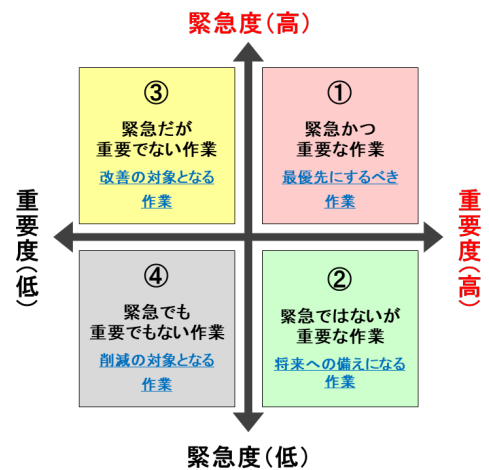 緊急度（高）
③
緊急だが
重要でない作業
改善の対象となる
作業
①
緊急かつ
重要な作業
最優先にするべき
作業
重要度（低）
重要度（高）
④
緊急でも
重要でもない作業
削減の対象となる
作業
②
緊急ではないが
重要な作業
将来への備えになる
作業
緊急度（低）